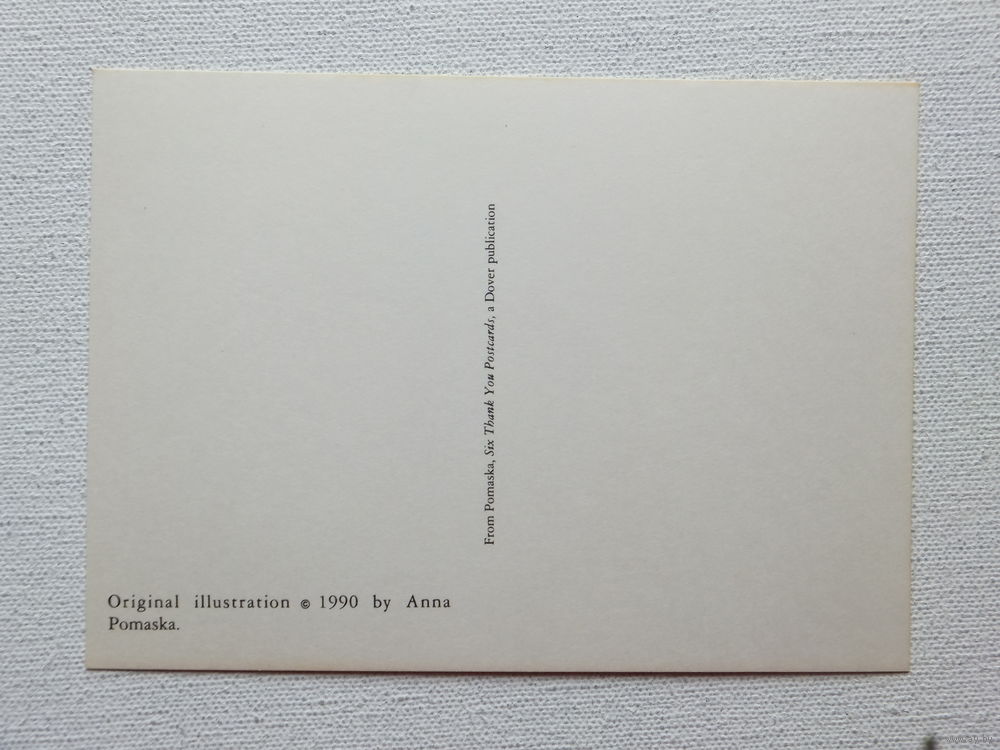 From Pomaska, Six Thank You Postcards, a Dover publication
Original illustration © 1990 by Anna
Pomaska.